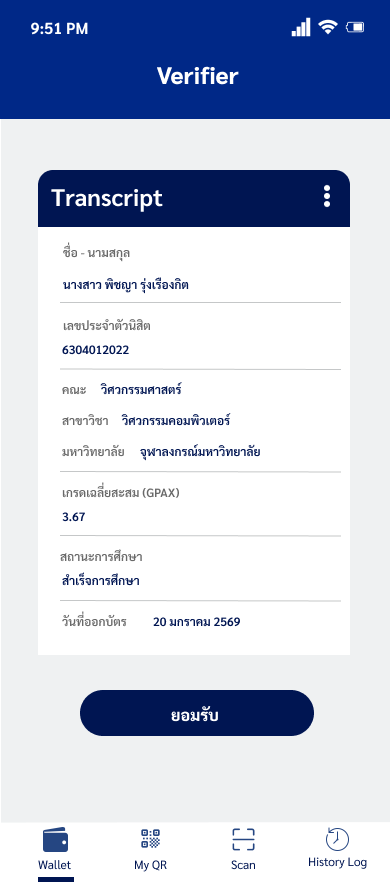 9:51 PM
Verifier
Transcript
ชื่อ - นามสกุล
นางสาว พิชญา รุ่งเรืองกิต
เลขประจำตัวนิสิต
6304012022
คณะ วิศวกรรมศาสตร์
สาขาวิชา วิศวกรรมคอมพิวเตอร์
มหาวิทยาลัย จุฬาลงกรณ์มหาวิทยาลัย
เกรดเฉลี่ยสะสม (GPAX)
3.67
สถานะการศึกษา
สำเร็จการศึกษา
วันที่ออกบัตร 20 มกราคม 2569
ยอมรับ
Wallet My QR Scan History Log